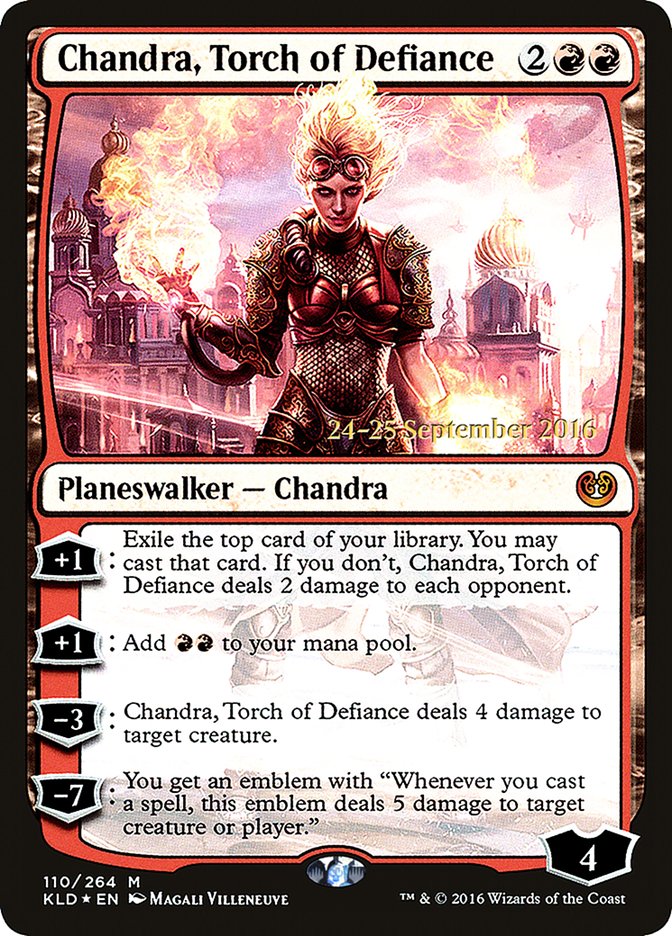 Chandra, Torch of Defiance 2
24–25 September 2016
Planeswalker — Chandra
+1 : Exile the top card of your library. You may
cast that card. If you don't, Chandra, Torch of
Defiance deals 2 damage to each opponent.
+1 : Add to your mana pool.
−3 : Chandra, Torch of Defiance deals 4 damage to
target creature.
−7 : You get an emblem with “Whenever you cast
a spell, this emblem deals 5 damage to target
creature or player.”
4
110/264 M
KLD ★ EN Magali Villeneuve
™ & © 2016 Wizards of the Coast